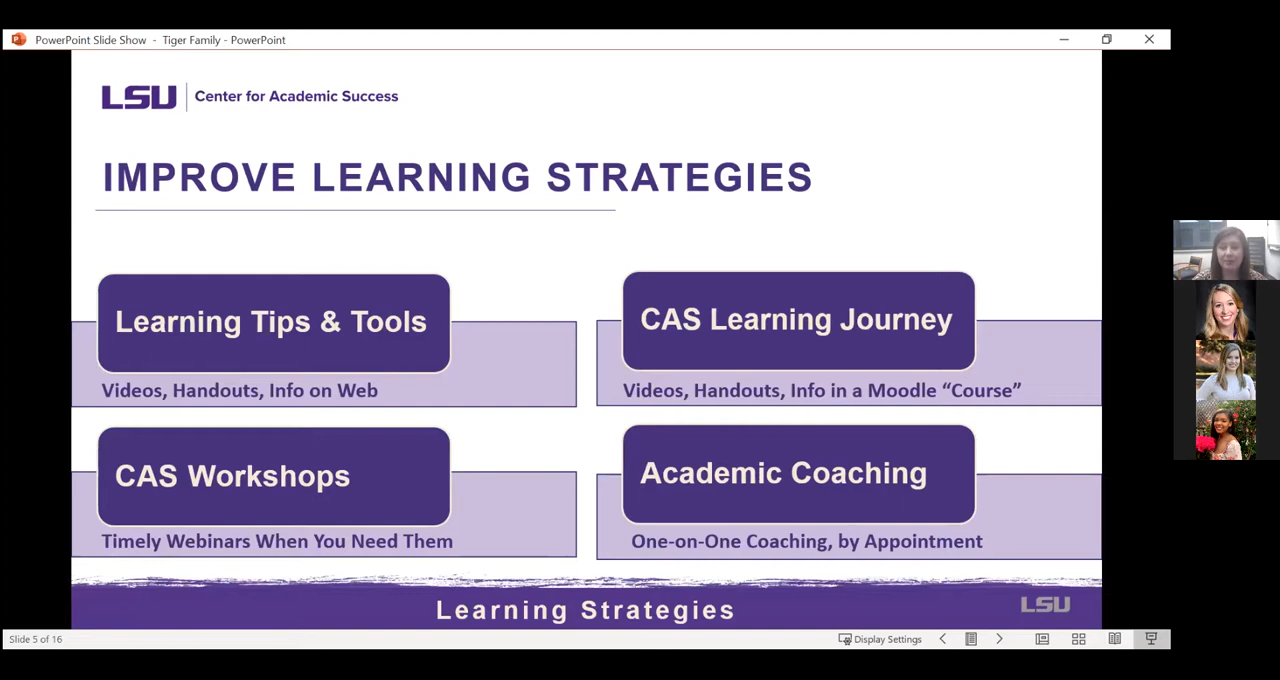 PowerPoint Slide Show - Tiger Family - PowerPoint
LSU
Center for Academic Success
IMPROVE LEARNING STRATEGIES
Learning Tips & Tools
Videos, Handouts, Info on Web
CAS Learning Journey
Videos, Handouts, Info in a Moodle “Course”
CAS Workshops
Timely Webinars When You Need Them
Academic Coaching
One-on-One Coaching, by Appointment
Learning Strategies
LSU
Slide 5 of 16
Display Settings